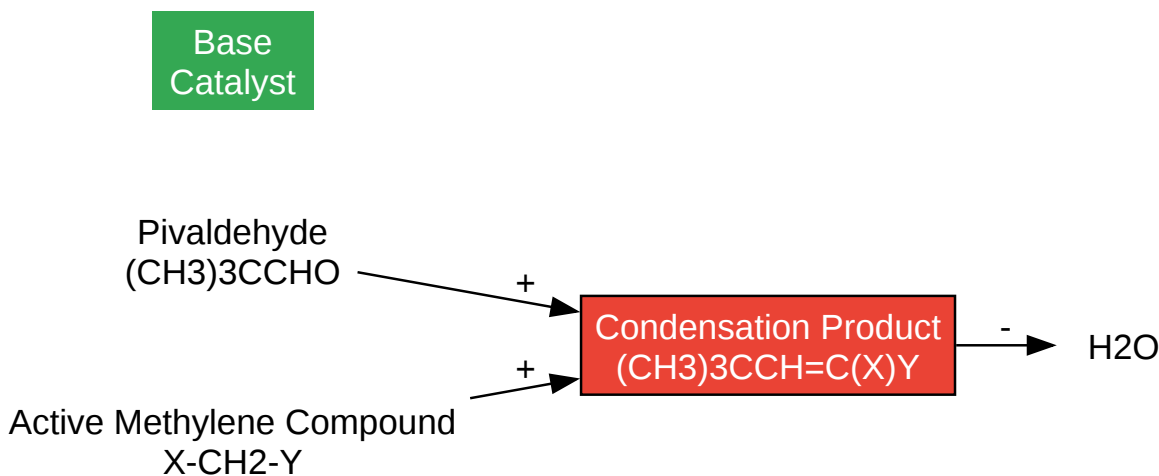 Base
Catalyst
Pivaldehyde
(CH3)3CCHO
+
+
Condensation Product
(CH3)3CCH=C(X)Y
-
H2O
Active Methylene Compound
X-CH2-Y